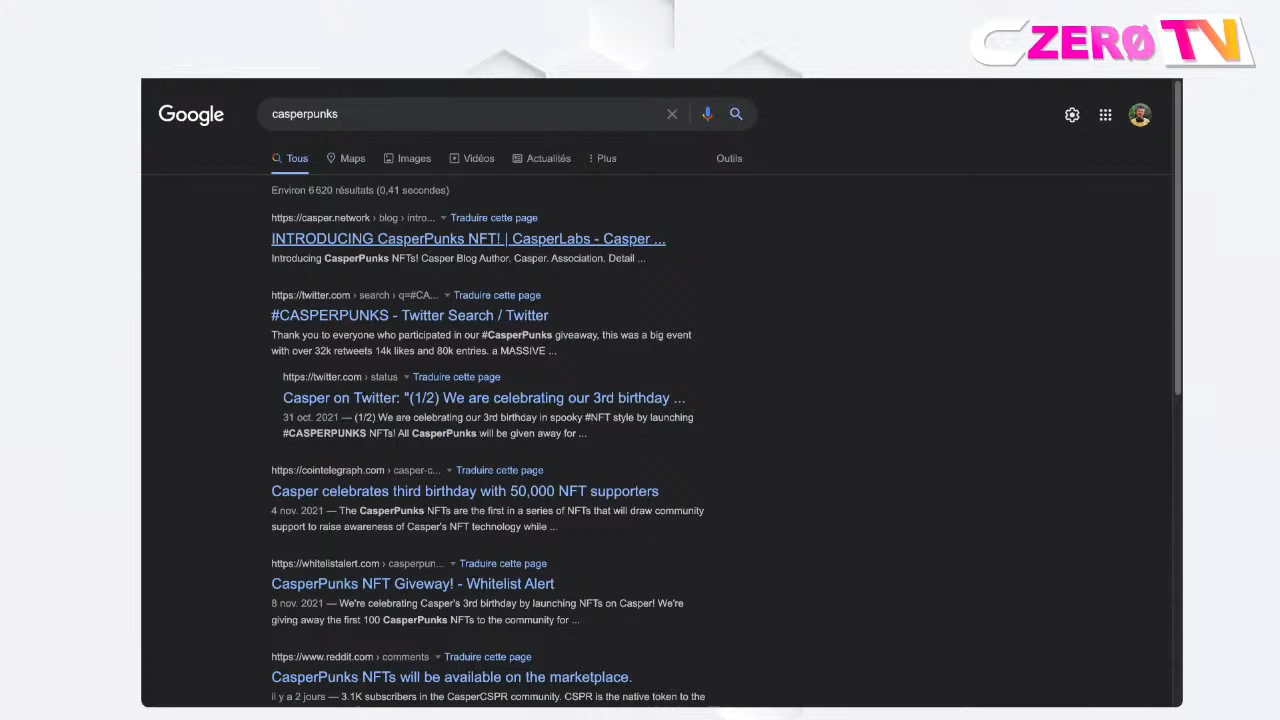 CZERØ TV
Google
casperpunks
Tous
Maps
Images
Vidéos
Actualités
Plus
Outils
Environ 6 620 résultats (0,41 secondes)
https://casper.network › blog › intro... Traduire cette page
INTRODUCING CasperPunks NFT! | CasperLabs - Casper ...
Introducing CasperPunks NFTs! Casper Blog Author. Casper. Association. Detail ...
https://twitter.com › search › q=#CA... Traduire cette page
#CASPERPUNKS - Twitter Search / Twitter
Thank you to everyone who participated in our #CasperPunks giveaway, this was a big event
with over 32k retweets 14k likes and 80k entries. a MASSIVE ...
https://twitter.com › status Traduire cette page
Casper on Twitter: "(1/2) We are celebrating our 3rd birthday ...
31 oct. 2021 — (1/2) We are celebrating our 3rd birthday in spooky #NFT style by launching
#CASPERPUNKS NFTs! All CasperPunks will be given away for ...
https://cointelegraph.com › casper-c... Traduire cette page
Casper celebrates third birthday with 50,000 NFT supporters
4 nov. 2021 — The CasperPunks NFTs are the first in a series of NFTs that will draw community
support to raise awareness of Casper's NFT technology while ...
https://whitelistalert.com › casperpun... Traduire cette page
CasperPunks NFT Giveway! - Whitelist Alert
8 nov. 2021 — We're celebrating Casper's 3rd birthday by launching NFTs on Casper! We're
giving away the first 100 CasperPunks NFTs to the community for ...
https://www.reddit.com › comments Traduire cette page
CasperPunks NFTs will be available on the marketplace.
il y a 2 jours — 3.1K subscribers in the CasperCSPR community. CSPR is the native token to the